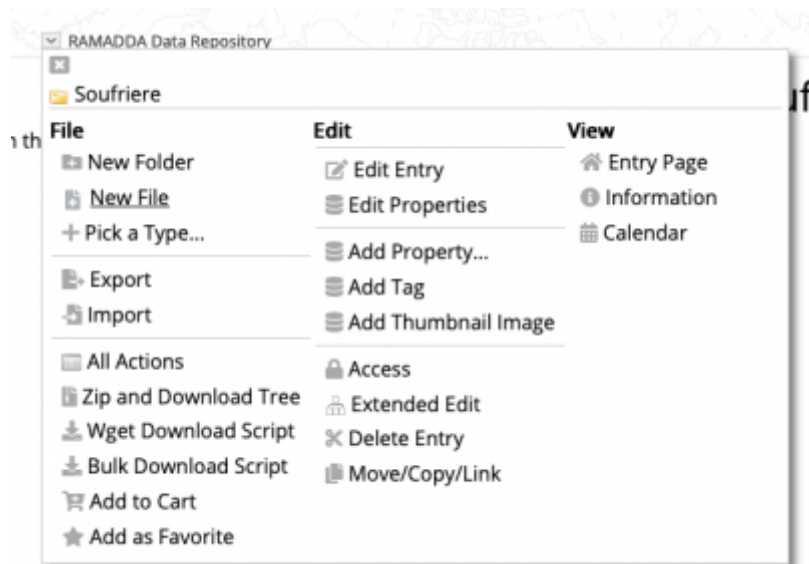 RAMADDA Data Repository
Soufriere
File
New Folder
New File
Pick a Type...
Export
Import
All Actions
Zip and Download Tree
Wget Download Script
Bulk Download Script
Add to Cart
Add as Favorite
Edit
Edit Entry
Edit Properties
Add Property...
Add Tag
Add Thumbnail Image
Access
Extended Edit
Delete Entry
Move/Copy/Link
View
Entry Page
Information
Calendar